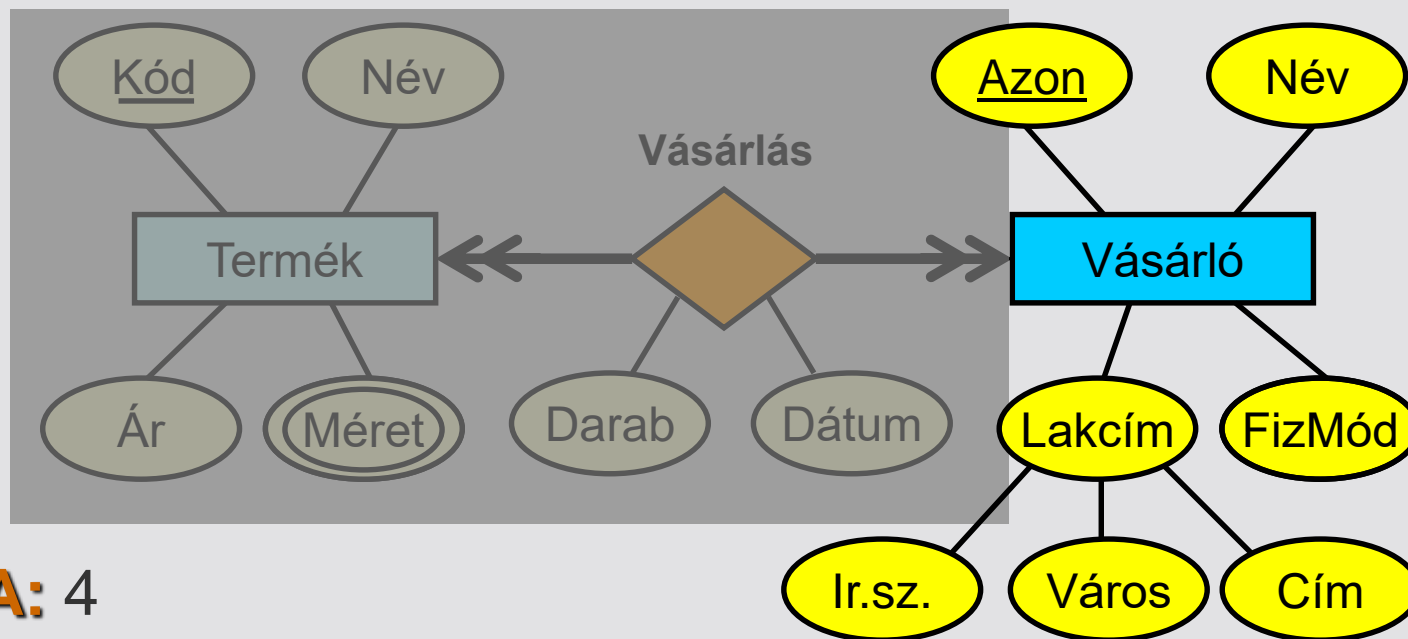 Kód Név Azon Név
Vásárlás
Termék Vásárló
Ár Méret Darab Dátum Lakcím FizMód
Ir.sz. Város Cím
A: 4